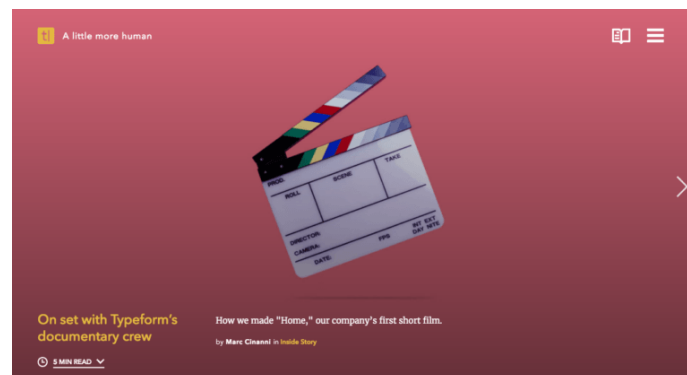 t|
A little more human
PROD.
ROLL
SCENE
TAKE
DIRECTOR:
CAMERA:
DATE:
FPS
INT EXT
DAY NITE
On set with Typeform's
documentary crew
5 MIN READ
How we made "Home," our company's first short film.
by Marc Cinanni in Inside Story